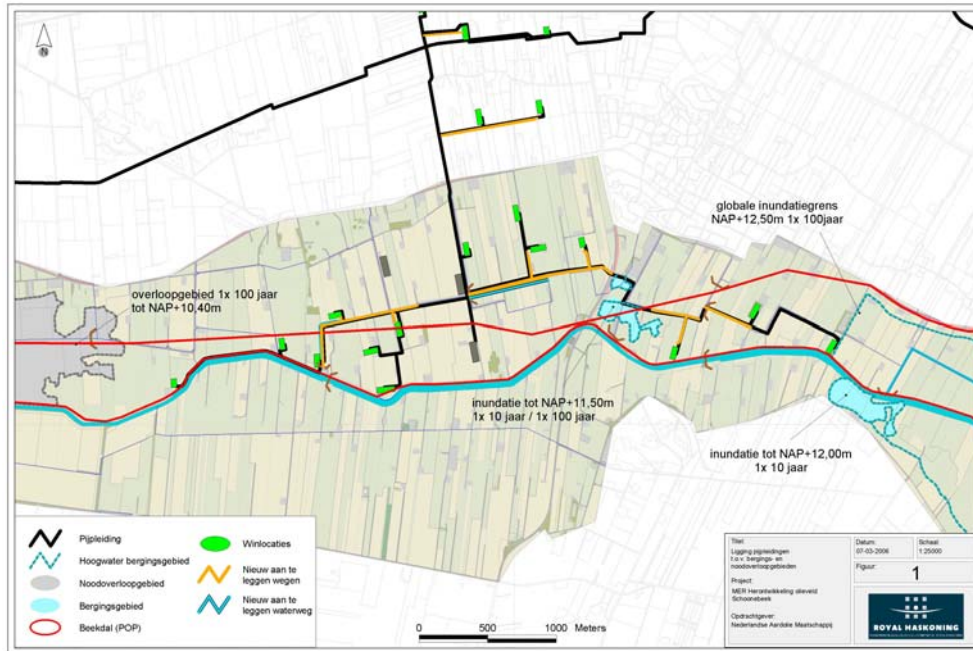 N
globale inundatiegrens
NAP+12,50m 1x 100jaar
overloopgebied 1x 100 jaar
tot NAP+10,40m
inundatie tot NAP+11,50m
1x 10 jaar / 1x 100 jaar
inundatie tot NAP+12,00m
1x 10 jaar
Pijpleiding
Hoogwater bergingsgebied
Noodoverloopgebied
Bergingsgebied
Beekdal (POP)
Winlocaties
Nieuw aan te
leggen wegen
Nieuw aan te
leggen waterweg
0 500 1000 Meters
Titel:
Ligging pijpleidingen
t.o.v. bergings- en
noodoverloopgebieden
Project:
MER Herontwikkeling olieveld
Schoonebeek
Opdrachtgever:
Nederlandse Aardolie Maatschappij
Datum:
07-03-2006
Schaal:
1:25000
Figuur:
1
ROYAL HASKONING